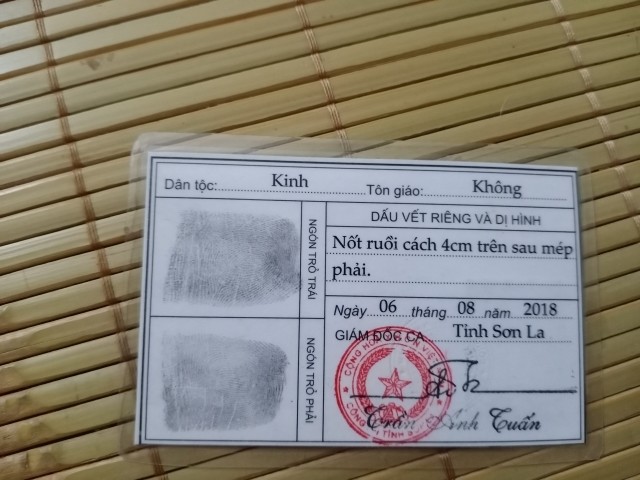 Dân tộc: Kinh Tôn giáo: Không
NGÓN TRỎ TRÁI
DẤU VẾT RIÊNG VÀ DỊ HÌNH
Nốt ruồi cách 4cm trên sau mép
phải.
Ngày 06 tháng 08 năm 2018
GIÁM ĐỐC CA Tỉnh Sơn La
NGÓN TRỎ PHẢI
Trần Anh Tuấn